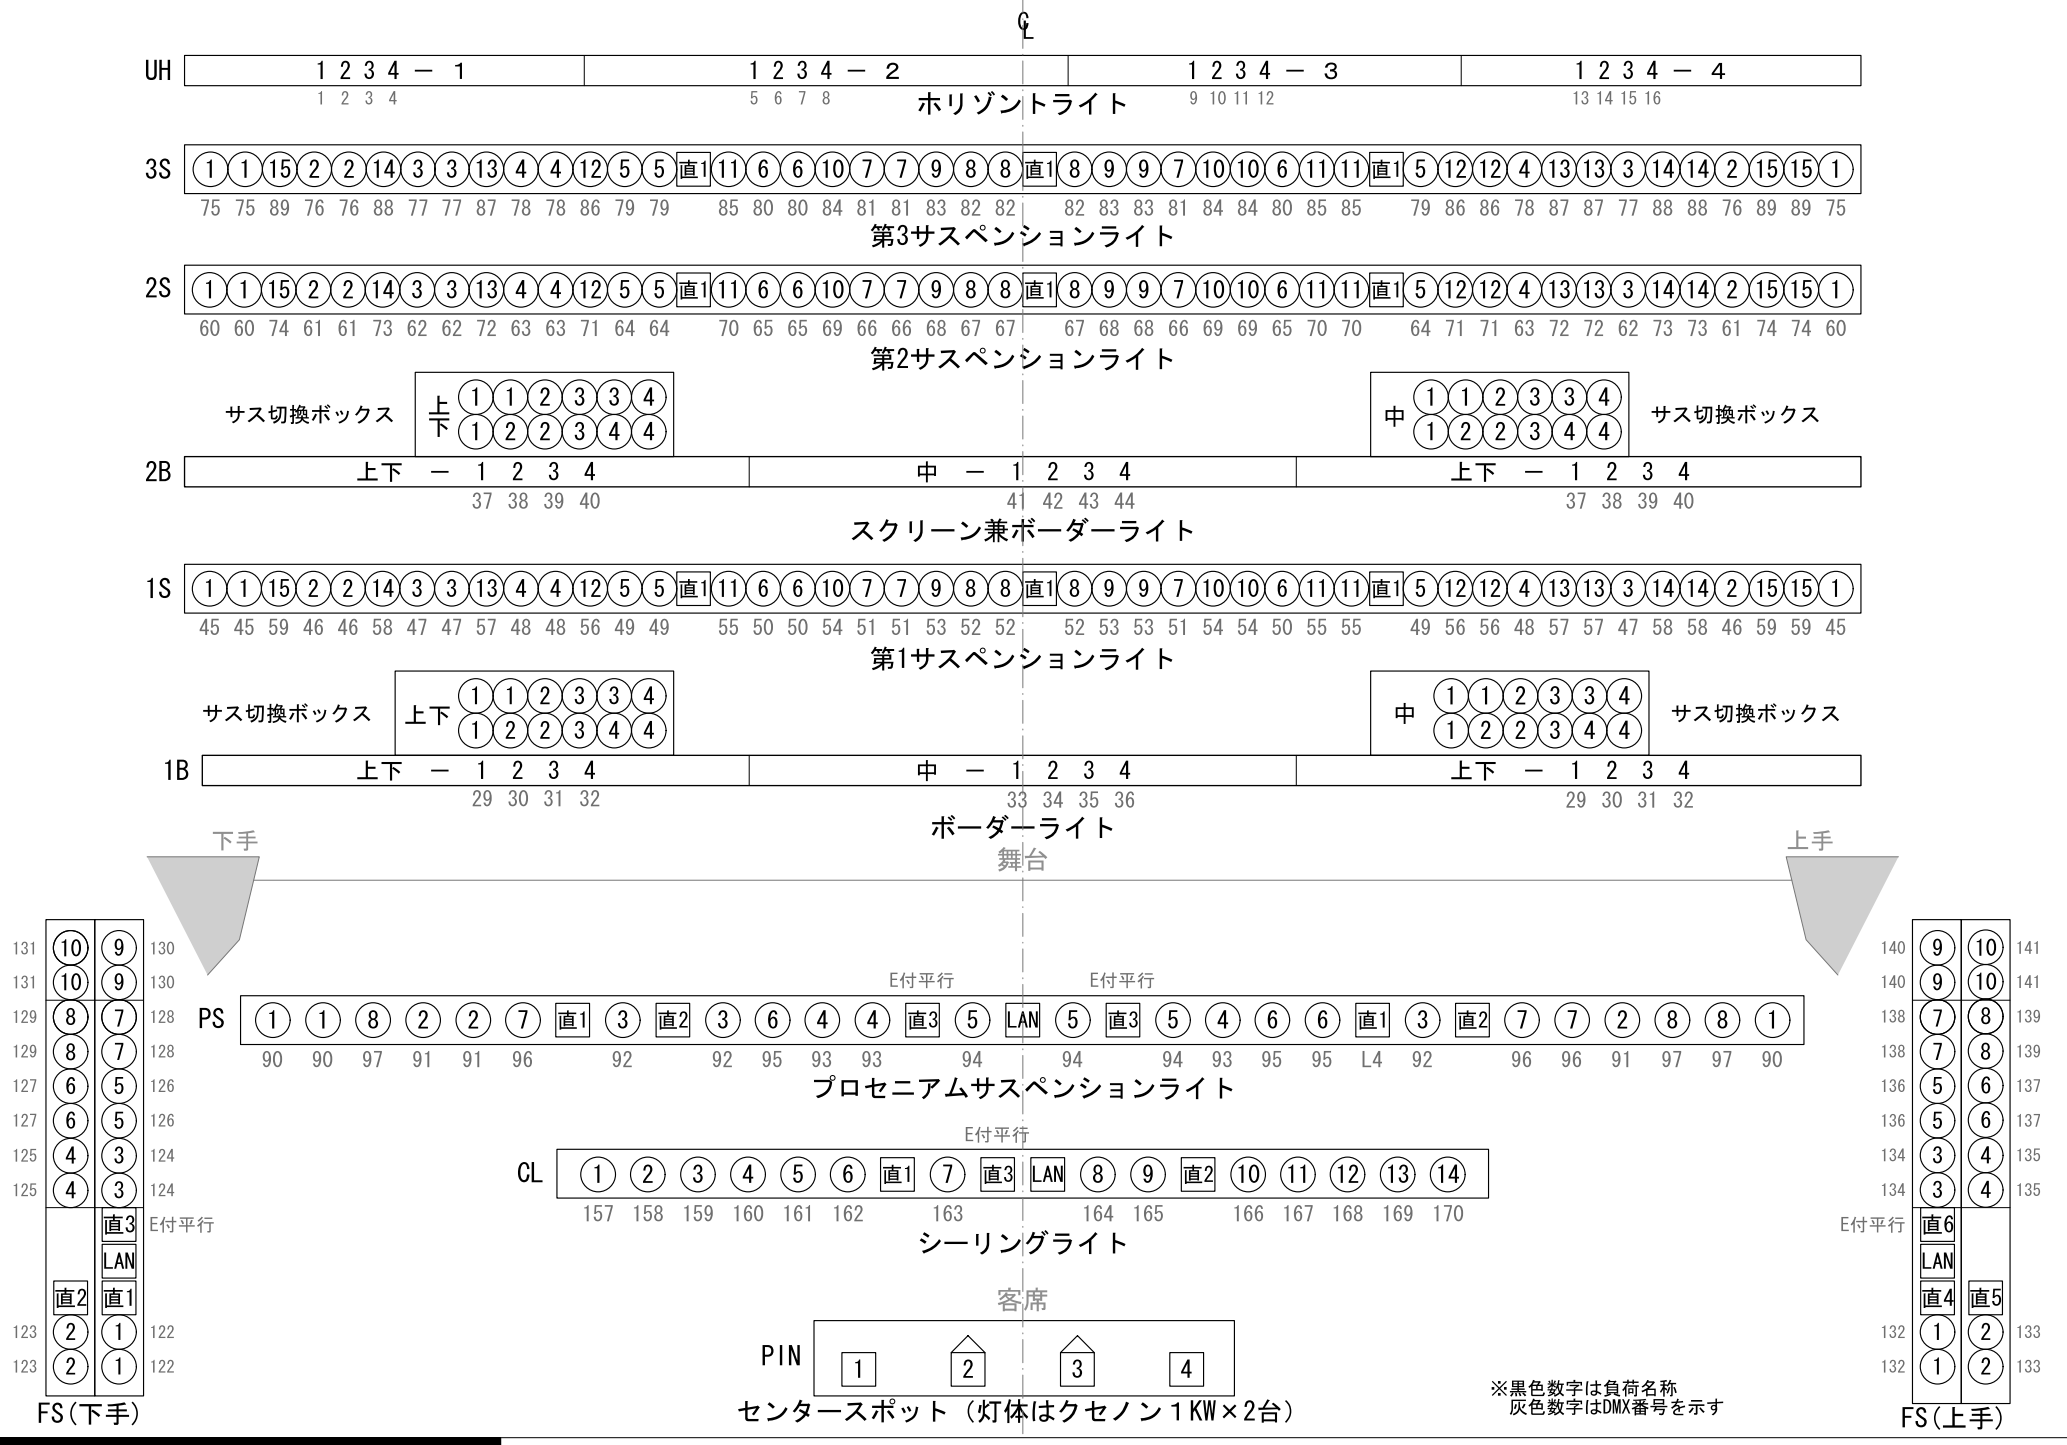 ℄
UH 1 2 3 4 － 1 1 2 3 4 － 2 1 2 3 4 － 3 1 2 3 4 － 4
1 2 3 4 5 6 7 8 9 10 11 12 13 14 15 16
ホリゾントライト
3S 1 1 15 2 2 14 3 3 13 4 4 12 5 5 直1 11 6 6 10 7 7 9 8 8 直1 8 9 9 7 10 10 6 11 11 直1 5 12 12 4 13 13 3 14 14 2 15 15 1
75 75 89 76 76 88 77 77 87 78 78 86 79 79 85 80 80 84 81 81 83 82 82 82 83 83 81 84 84 80 85 85 79 86 86 78 87 87 77 88 88 76 89 89 75
第3サスペンションライト
2S 1 1 15 2 2 14 3 3 13 4 4 12 5 5 直1 11 6 6 10 7 7 9 8 8 直1 8 9 9 7 10 10 6 11 11 直1 5 12 12 4 13 13 3 14 14 2 15 15 1
60 60 74 61 61 73 62 62 72 63 63 71 64 64 70 65 65 69 66 66 68 67 67 67 68 68 66 69 69 65 70 70 64 71 71 63 72 72 62 73 73 61 74 74 60
第2サスペンションライト
サス切換ボックス 上下 1 1 2 3 3 4 中 1 1 2 3 3 4 サス切換ボックス
1 2 2 3 4 4 1 2 2 3 4 4
2B 上下 － 1 2 3 4 中 － 1 2 3 4 上下 － 1 2 3 4
37 38 39 40 41 42 43 44 37 38 39 40
スクリーン兼ボーダーライト
1S 1 1 15 2 2 14 3 3 13 4 4 12 5 5 直1 11 6 6 10 7 7 9 8 8 直1 8 9 9 7 10 10 6 11 11 直1 5 12 12 4 13 13 3 14 14 2 15 15 1
45 45 59 46 46 58 47 47 57 48 48 56 49 49 55 50 50 54 51 51 53 52 52 52 53 53 51 54 54 50 55 55 49 56 56 48 57 57 47 58 58 46 59 59 45
第1サスペンションライト
サス切換ボックス 上下 1 1 2 3 3 4 中 1 1 2 3 3 4 サス切換ボックス
1 2 2 3 4 4 1 2 2 3 4 4
1B 上下 － 1 2 3 4 中 － 1 2 3 4 上下 － 1 2 3 4
29 30 31 32 33 34 35 36 29 30 31 32
ボーダーライト
下手 上手
舞台
131 10 9 130
131 10 9 130
129 8 7 128
129 8 7 128
127 6 5 126
127 6 5 126
125 4 3 124
125 4 3 124
直3 E付平行
LAN
直2 直1
123 2 1 122
123 2 1 122
FS(下手)
E付平行 E付平行
PS 1 1 8 2 2 7 直1 3 直2 3 6 4 4 直3 5 LAN 5 直3 5 4 6 6 直1 3 直2 7 7 2 8 8 1
90 90 97 91 91 96 92 92 95 93 93 94 94 94 93 95 95 L4 92 96 96 91 97 97 90
プロセニアムサスペンションライト
E付平行
CL 1 2 3 4 5 6 直1 7 直3 LAN 8 9 直2 10 11 12 13 14
157 158 159 160 161 162 163 164 165 166 167 168 169 170
シーリングライト
客席
PIN 1 2 3 4
センタースポット（灯体はクセノン１KW×2台）
140 9 10 141
140 9 10 141
138 7 8 139
138 7 8 139
136 5 6 137
136 5 6 137
134 3 4 135
134 3 4 135
E付平行 直6
LAN
直4 直5
132 1 2 133
132 1 2 133
FS(上手)
※黒色数字は負荷名称
灰色数字はDMX番号を示す